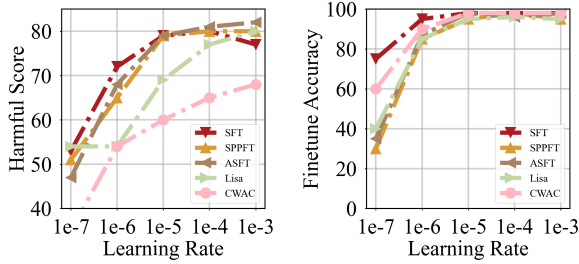 Harmful Score
80
70
60
50
40
1e-7 1e-6 1e-5 1e-4 1e-3
Learning Rate
SFT
SPPFT
ASFT
Lisa
CWAC
Finetune Accuracy
100
80
60
40
20
0
1e-7 1e-6 1e-5 1e-4 1e-3
Learning Rate
SFT
SPPFT
ASFT
Lisa
CWAC